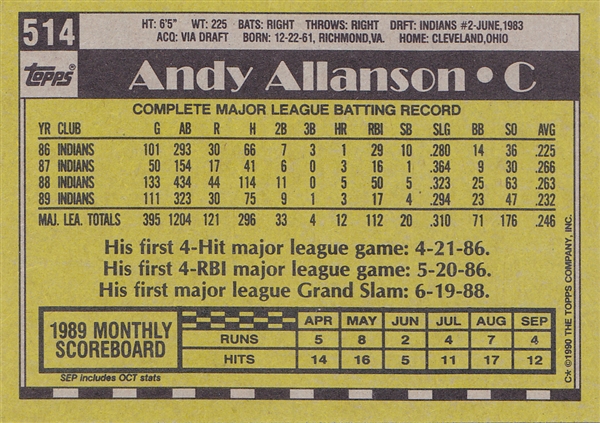 514
HT: 6'5" WT: 225 BATS: RIGHT THROWS: RIGHT DRFT: INDIANS #2-JUNE, 1983
ACQ: VIA DRAFT BORN: 12-22-61, RICHMOND, VA. HOME: CLEVELAND, OHIO
TOPPS®
Andy Allanson • C
COMPLETE MAJOR LEAGUE BATTING RECORD
YR CLUB G AB R H 2B 3B HR RBI SB SLG BB SO AVG
86 INDIANS 101 293 30 66 7 3 1 29 10 .280 14 36 .225
87 INDIANS 50 154 17 41 6 0 3 16 1 .364 9 30 .266
88 INDIANS 133 434 44 114 11 0 5 50 5 .323 25 63 .263
89 INDIANS 111 323 30 75 9 1 3 17 4 .294 23 47 .232
MAJ. LEA. TOTALS 395 1204 121 296 33 4 12 112 20 .310 71 176 .246
His first 4-Hit major league game: 4-21-86.
His first 4-RBI major league game: 5-20-86.
His first major league Grand Slam: 6-19-88.
1989 MONTHLY SCOREBOARD
APR MAY JUN JUL AUG SEP
RUNS 5 8 2 4 7 4
HITS 14 16 5 11 17 12
SEP includes OCT stats
C★ ©1990 THE TOPPS COMPANY, INC.